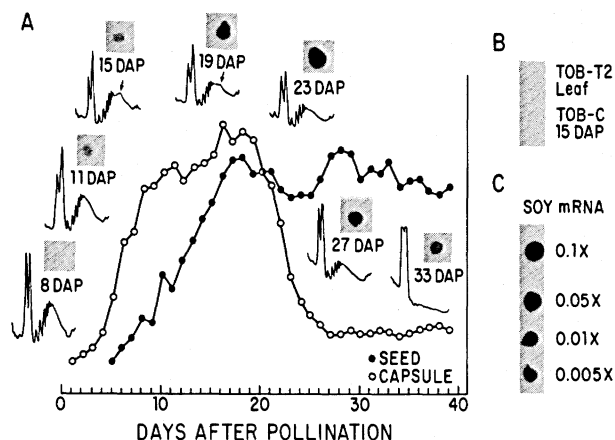 A
15 DAP
19 DAP
23 DAP
11 DAP
8 DAP
27 DAP
33 DAP
SEED
CAPSULE
0
10
20
30
40
DAYS AFTER POLLINATION
B
TOB-T2
Leaf
TOB-C
15 DAP
C
SOY mRNA
0.1X
0.05X
0.01X
0.005X